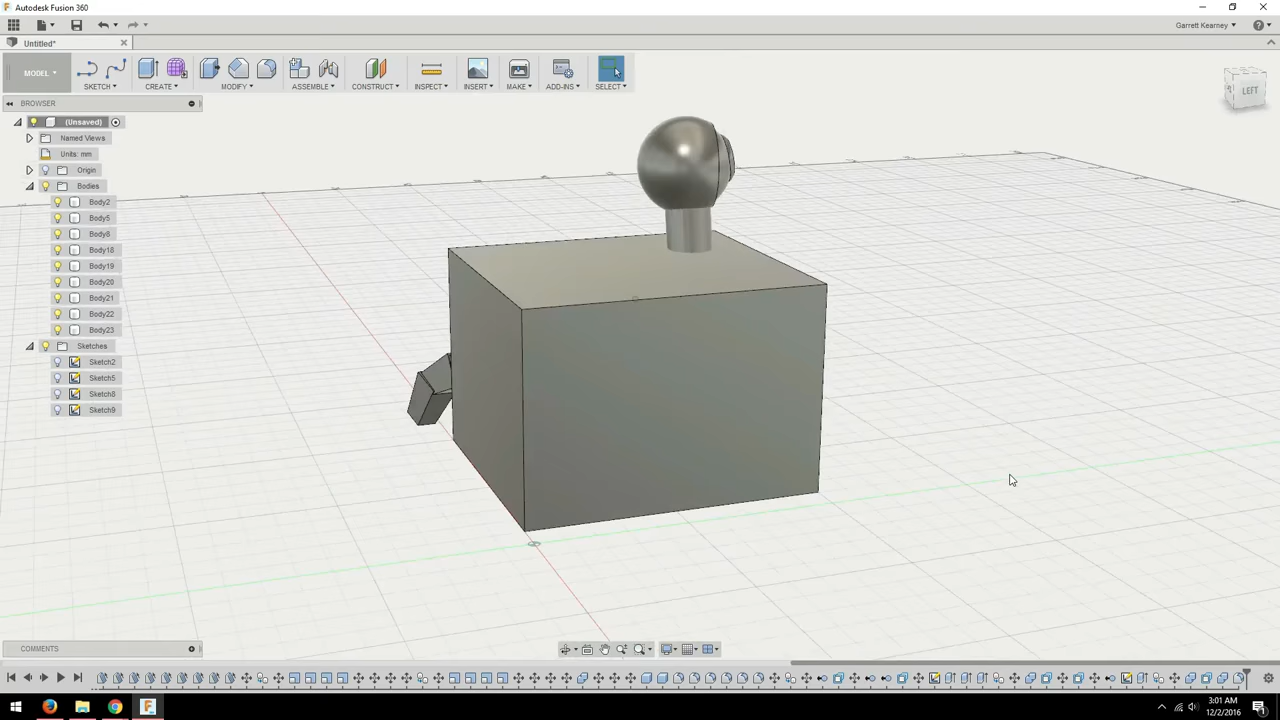 Autodesk Fusion 360
Garrett Kearney
Untitled*
MODEL
SKETCH
CREATE
MODIFY
ASSEMBLE
CONSTRUCT
INSPECT
INSERT
MAKE
ADD-INS
SELECT
LEFT
BROWSER
(Unsaved)
Named Views
Units: mm
Origin
Bodies
Body2
Body5
Body8
Body18
Body19
Body20
Body21
Body22
Body23
Sketches
Sketch2
Sketch5
Sketch8
Sketch9
COMMENTS
3:01 AM
12/2/2016